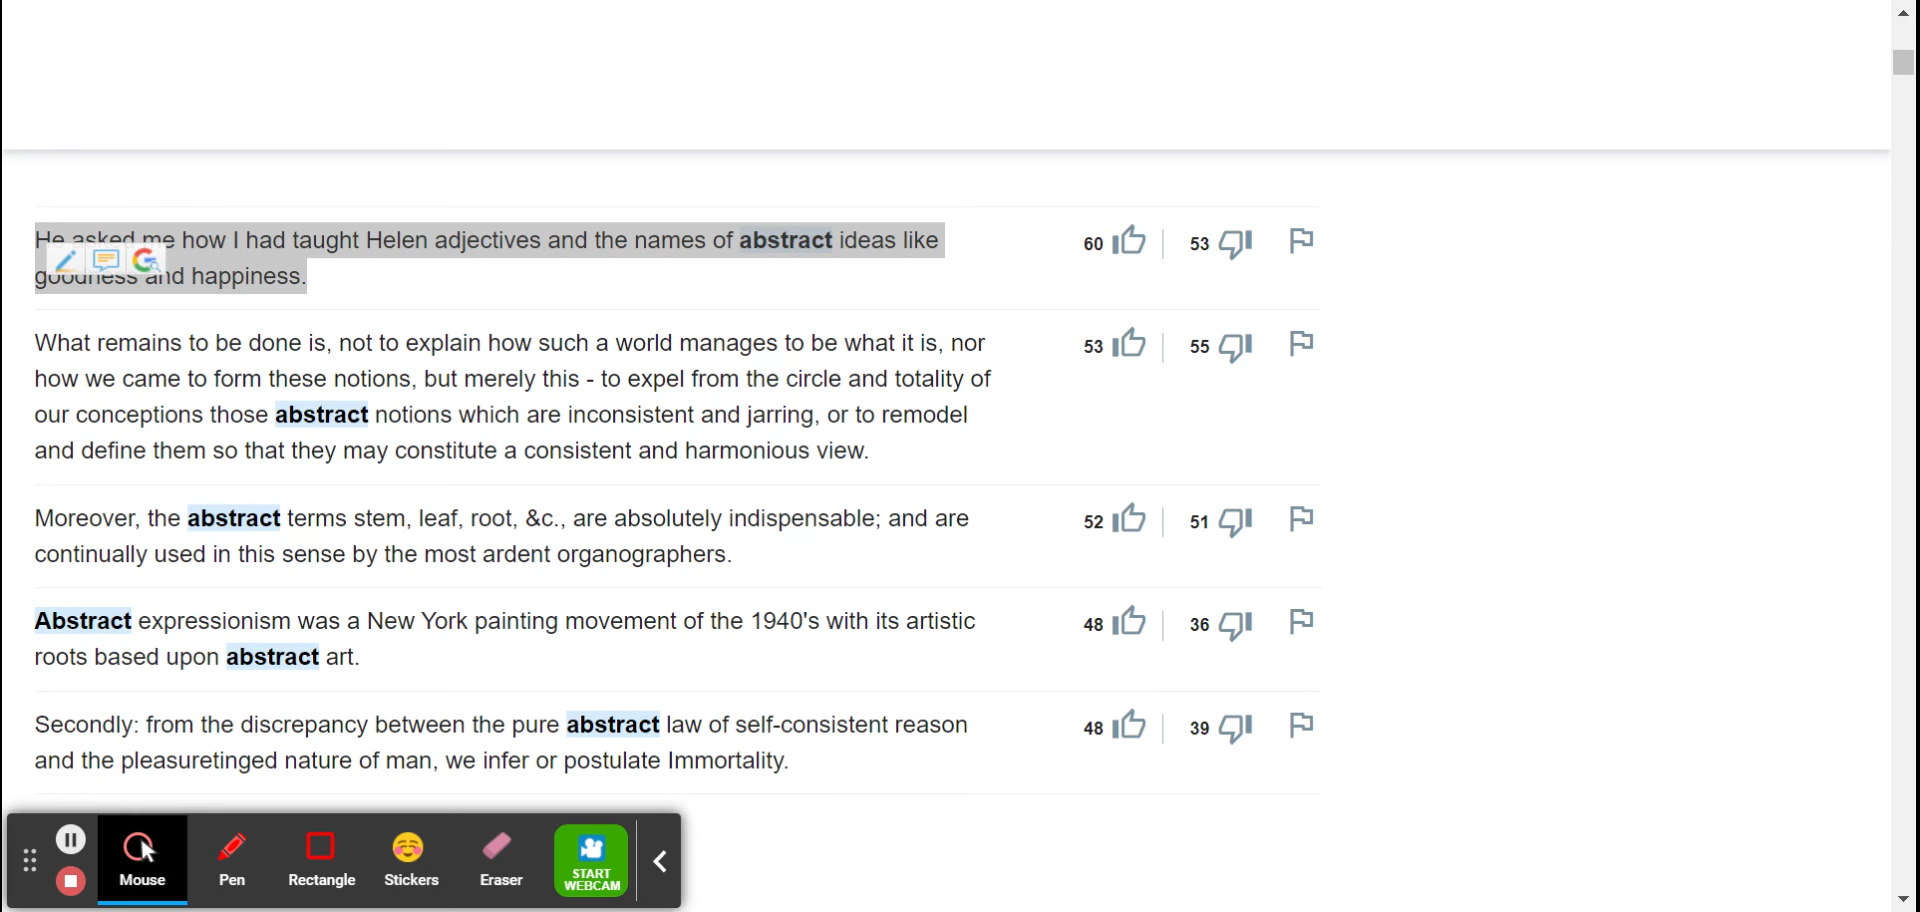 He asked me how I had taught Helen adjectives and the names of abstract ideas like
60
53
goodness and happiness.
What remains to be done is, not to explain how such a world manages to be what it is, nor
53
55
how we came to form these notions, but merely this - to expel from the circle and totality of
our conceptions those abstract notions which are inconsistent and jarring, or to remodel
and define them so that they may constitute a consistent and harmonious view.
Moreover, the abstract terms stem, leaf, root, &c., are absolutely indispensable; and are
52
51
continually used in this sense by the most ardent organographers.
Abstract expressionism was a New York painting movement of the 1940's with its artistic
48
36
roots based upon abstract art.
Secondly: from the discrepancy between the pure abstract law of self-consistent reason
48
39
and the pleasuretinged nature of man, we infer or postulate Immortality.
Mouse
Pen
Rectangle
Stickers
Eraser
START
WEBCAM